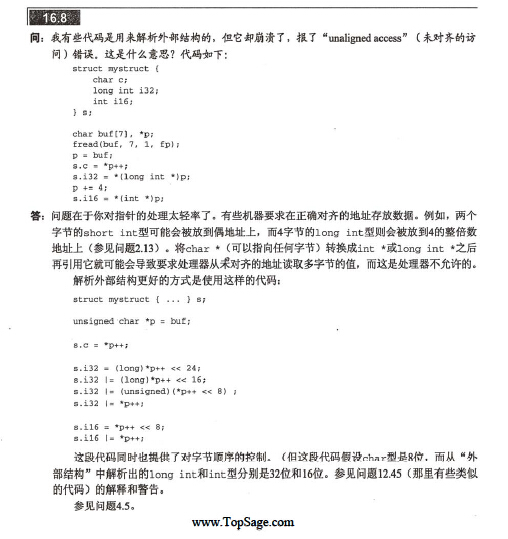 16.8
问：我有些代码是用来解析外部结构的，但它却崩溃了，报了“unaligned access”（未对齐的访
问）错误。这是什么意思？代码如下：
struct mystruct {
char c;
long int i32;
int i16;
} s;
char buf[7], *p;
fread(buf, 7, 1, fp);
p = buf;
s.c = *p++;
s.i32 = *(long int *)p;
p += 4;
s.i16 = *(int *)p;
答：问题在于你对指针的处理太轻率了。有些机器要求在正确对齐的地址存放数据。例如，两个
字节的short int型可能会被放到偶地址上，而4字节的long int型则会被放到4的整倍数
地址上（参见问题2.13）。将char *（可以指向任何字节）转换成int *或long int *之后
再引用它就可能会导致要求处理器从未对齐的地址读取多字节的值，而这是处理器不允许的。
解析外部结构更好的方式是使用这样的代码：
struct mystruct { ... } s;
unsigned char *p = buf;
s.c = *p++;
s.i32 = (long)*p++ << 24;
s.i32 |= (long)*p++ << 16;
s.i32 |= (unsigned)(*p++ << 8) ;
s.i32 |= *p++;
s.i16 = *p++ << 8;
s.i16 |= *p++;
这段代码同时也提供了对字节顺序的控制。（但这段代码假设char型是8位，而从“外
部结构”中解析出的long int和int型分别是32位和16位。参见问题12.45（那里有些类似
的代码）的解释和警告。
参见问题4.5。
www.TopSage.com